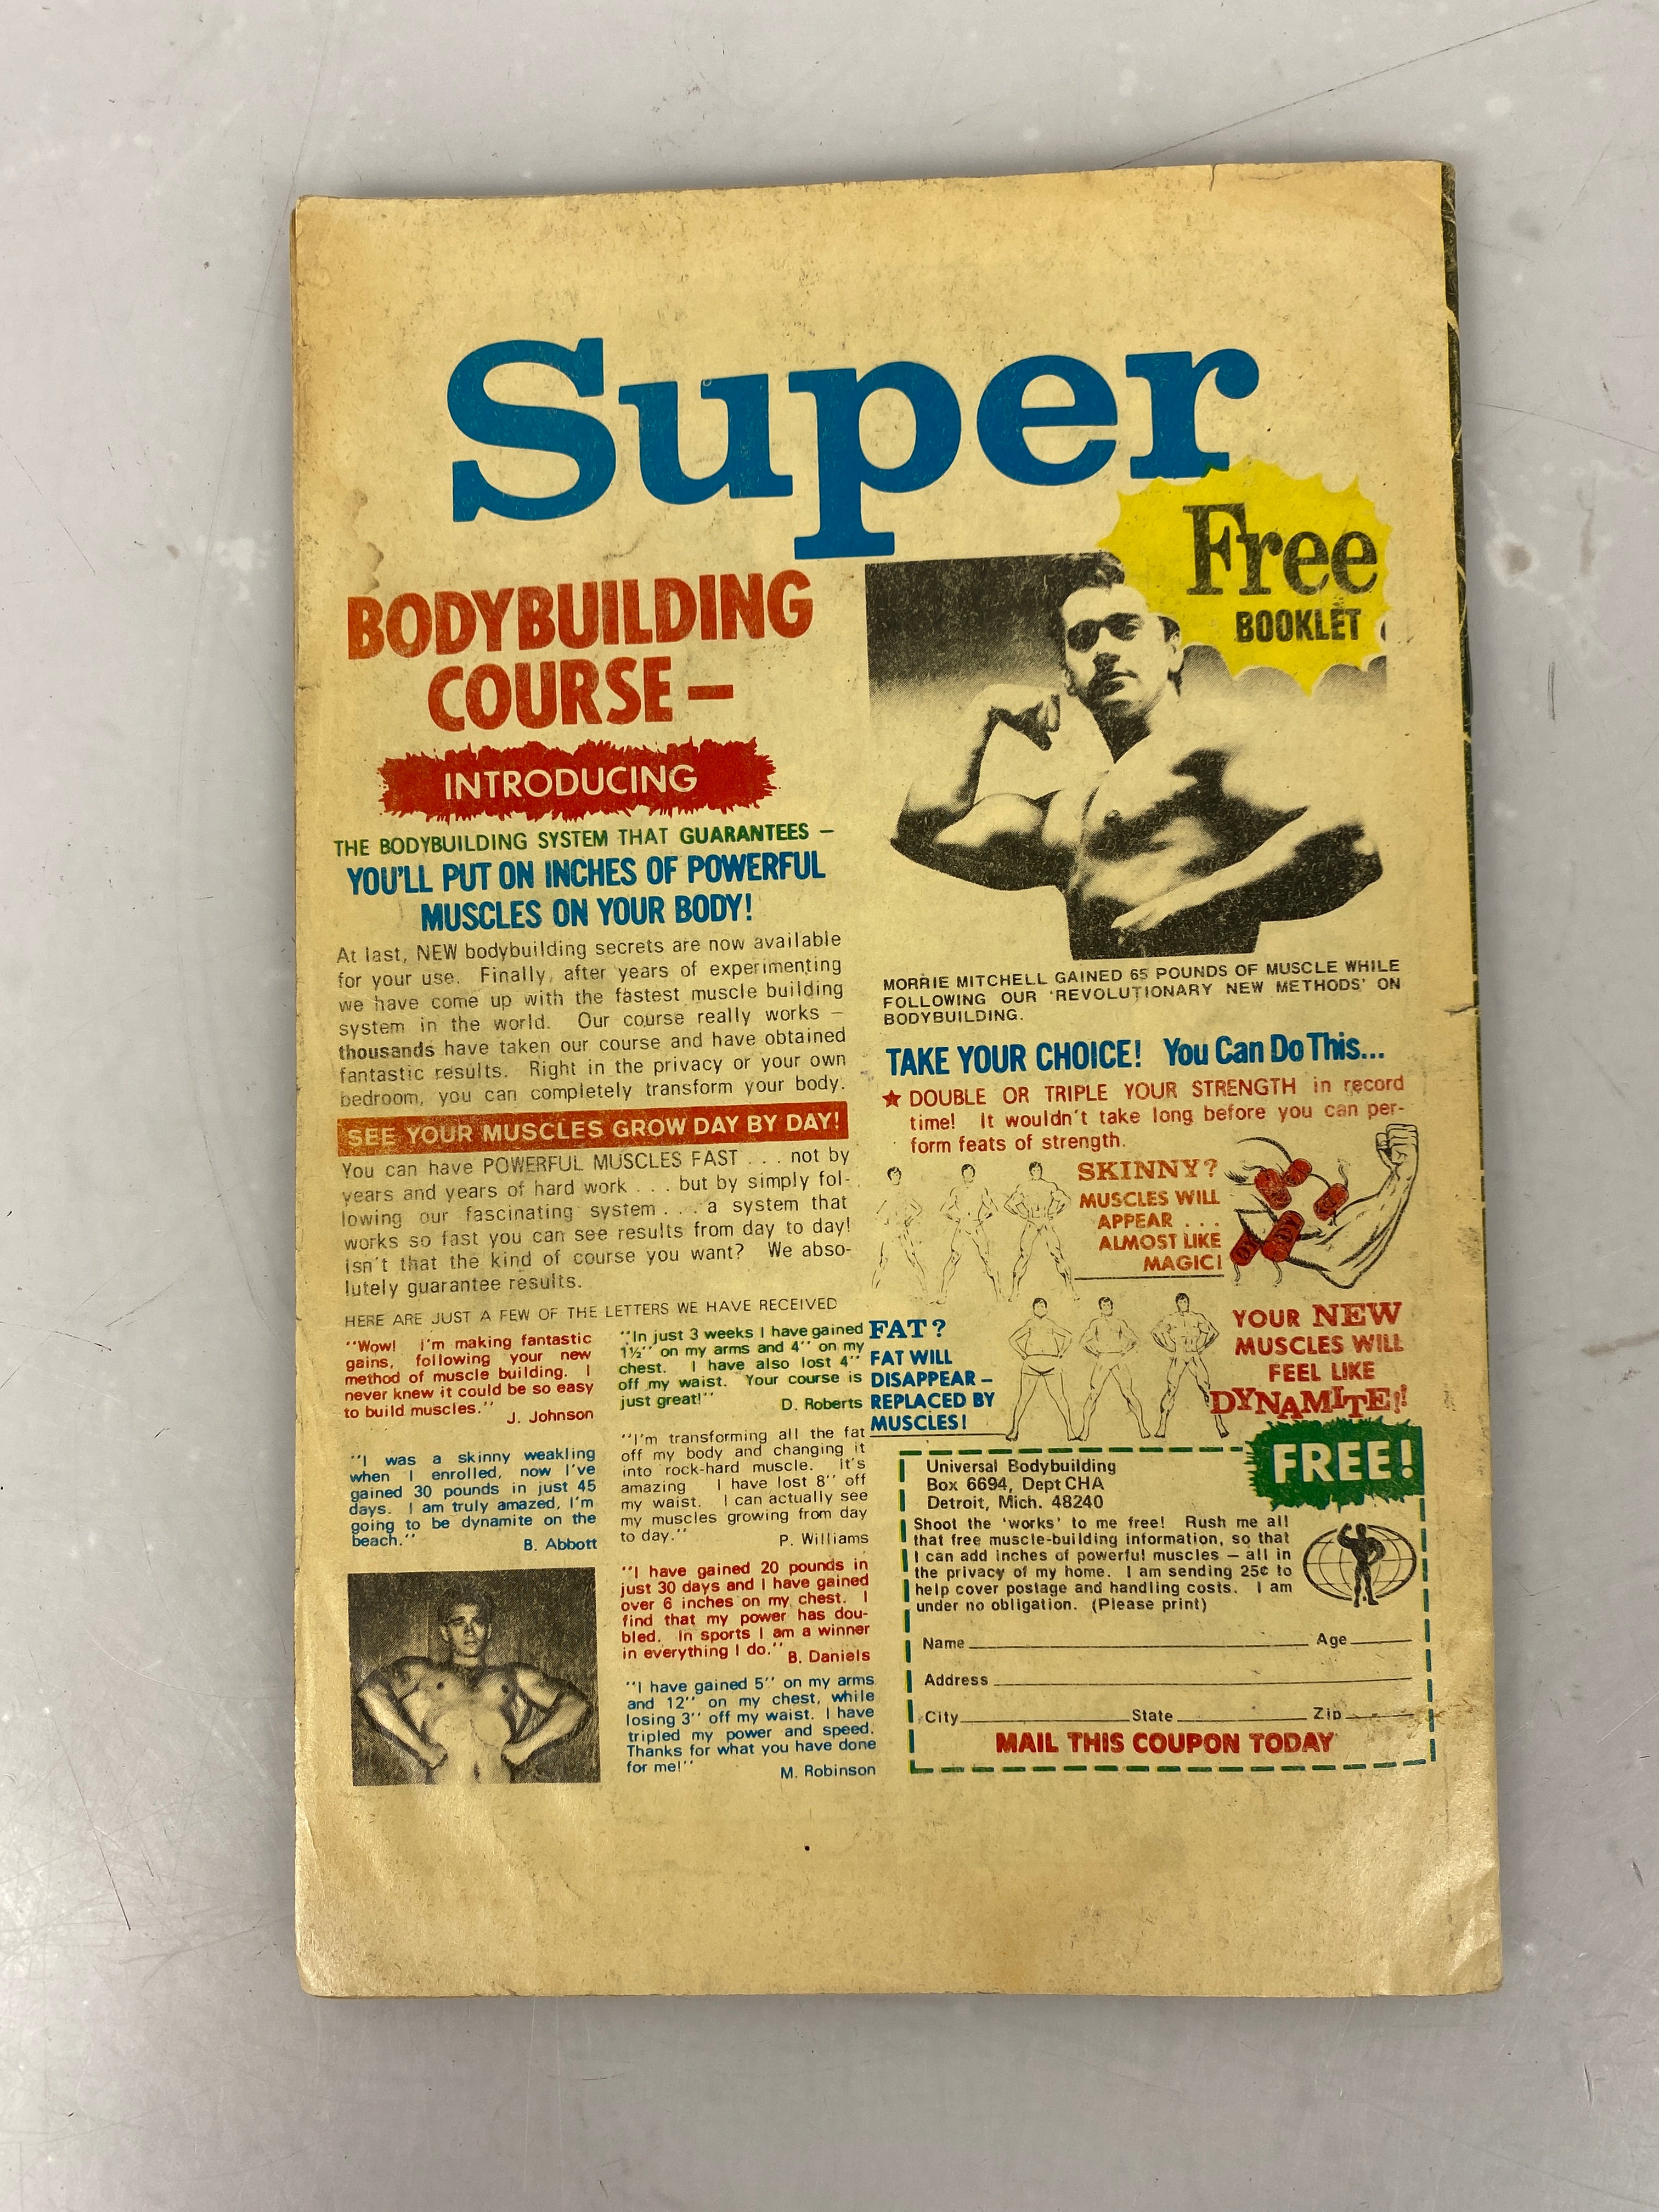 Super
Free
BOOKLET
BODYBUILDING
COURSE —
INTRODUCING
THE BODYBUILDING SYSTEM THAT GUARANTEES —
YOU'LL PUT ON INCHES OF POWERFUL
MUSCLES ON YOUR BODY!
At last, NEW bodybuilding secrets are now available
for your use. Finally, after years of experimenting
we have come up with the fastest muscle building
system in the world. Our course really works —
thousands have taken our course and have obtained
fantastic results. Right in the privacy or your own
bedroom, you can completely transform your body.
SEE YOUR MUSCLES GROW DAY BY DAY!
You can have POWERFUL MUSCLES FAST . . . not by
years and years of hard work . . . but by simply fol-
lowing our fascinating system . . . a system that
works so fast you can see results from day to day!
isn't that the kind of course you want? We abso-
lutely guarantee results.
HERE ARE JUST A FEW OF THE LETTERS WE HAVE RECEIVED
"Wow! I'm making fantastic
gains, following your new
method of muscle building. I
never knew it could be so easy
to build muscles."
J. Johnson
"I was a skinny weakling
when I enrolled, now I've
gained 30 pounds in just 45
days. I am truly amazed, I'm
going to be dynamite on the
beach."
B. Abbott
"In just 3 weeks I have gained
1½" on my arms and 4" on my
chest. I have also lost 4"
off my waist. Your course is
just great!"
D. Roberts
"I'm transforming all the fat
off my body and changing it
into rock-hard muscle. It's
amazing I have lost 8" off
my waist. I can actually see
my muscles growing from day
to day."
P. Williams
"I have gained 20 pounds in
just 30 days and I have gained
over 6 inches on my chest. I
find that my power has dou-
bled. In sports I am a winner
in everything I do."
B. Daniels
"I have gained 5" on my arms
and 12" on my chest, while
losing 3" off my waist. I have
tripled my power and speed.
Thanks for what you have done
for me!"
M. Robinson
MORRIE MITCHELL GAINED 65 POUNDS OF MUSCLE WHILE
FOLLOWING OUR 'REVOLUTIONARY NEW METHODS' ON
BODYBUILDING.
TAKE YOUR CHOICE! You Can Do This...
★ DOUBLE OR TRIPLE YOUR STRENGTH in record
time! It wouldn't take long before you can per-
form feats of strength.
SKINNY?
MUSCLES WILL
APPEAR . . .
ALMOST LIKE
MAGIC!
FAT?
FAT WILL
DISAPPEAR —
REPLACED BY
MUSCLES!
YOUR NEW
MUSCLES WILL
FEEL LIKE
DYNAMITE!!
FREE!
Universal Bodybuilding
Box 6694, Dept CHA
Detroit, Mich. 48240
Shoot the 'works' to me free! Rush me all
that free muscle-building information, so that
I can add inches of powerful muscles — all in
the privacy of my home. I am sending 25¢ to
help cover postage and handling costs. I am
under no obligation. (Please print)
Name Age
Address
City State Zip
MAIL THIS COUPON TODAY